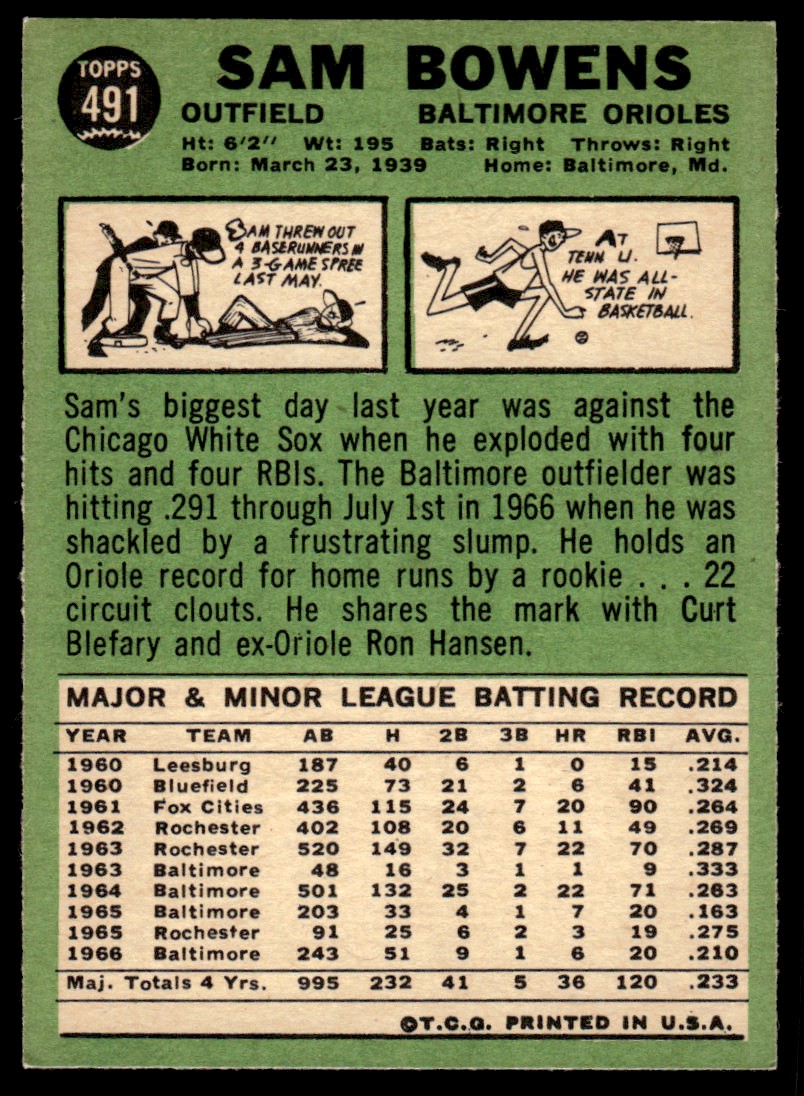 TOPPS
491
SAM BOWENS
OUTFIELD BALTIMORE ORIOLES
Ht: 6'2" Wt: 195 Bats: Right Throws: Right
Born: March 23, 1939 Home: Baltimore, Md.
SAM THREW OUT
4 BASERUNNERS IN
A 3-GAME SPREE
LAST MAY.
AT
TENN U.
HE WAS ALL-
STATE IN
BASKETBALL.
Sam's biggest day last year was against the
Chicago White Sox when he exploded with four
hits and four RBIs. The Baltimore outfielder was
hitting .291 through July 1st in 1966 when he was
shackled by a frustrating slump. He holds an
Oriole record for home runs by a rookie . . . 22
circuit clouts. He shares the mark with Curt
Blefary and ex-Oriole Ron Hansen.
MAJOR & MINOR LEAGUE BATTING RECORD
YEAR TEAM AB H 2B 3B HR RBI AVG.
1960 Leesburg 187 40 6 1 0 15 .214
1960 Bluefield 225 73 21 2 6 41 .324
1961 Fox Cities 436 115 24 7 20 90 .264
1962 Rochester 402 108 20 6 11 49 .269
1963 Rochester 520 149 32 7 22 70 .287
1963 Baltimore 48 16 3 1 1 9 .333
1964 Baltimore 501 132 25 2 22 71 .263
1965 Baltimore 203 33 4 1 7 20 .163
1965 Rochester 91 25 6 2 3 19 .275
1966 Baltimore 243 51 9 1 6 20 .210
Maj. Totals 4 Yrs. 995 232 41 5 36 120 .233
©T.C.G. PRINTED IN U.S.A.